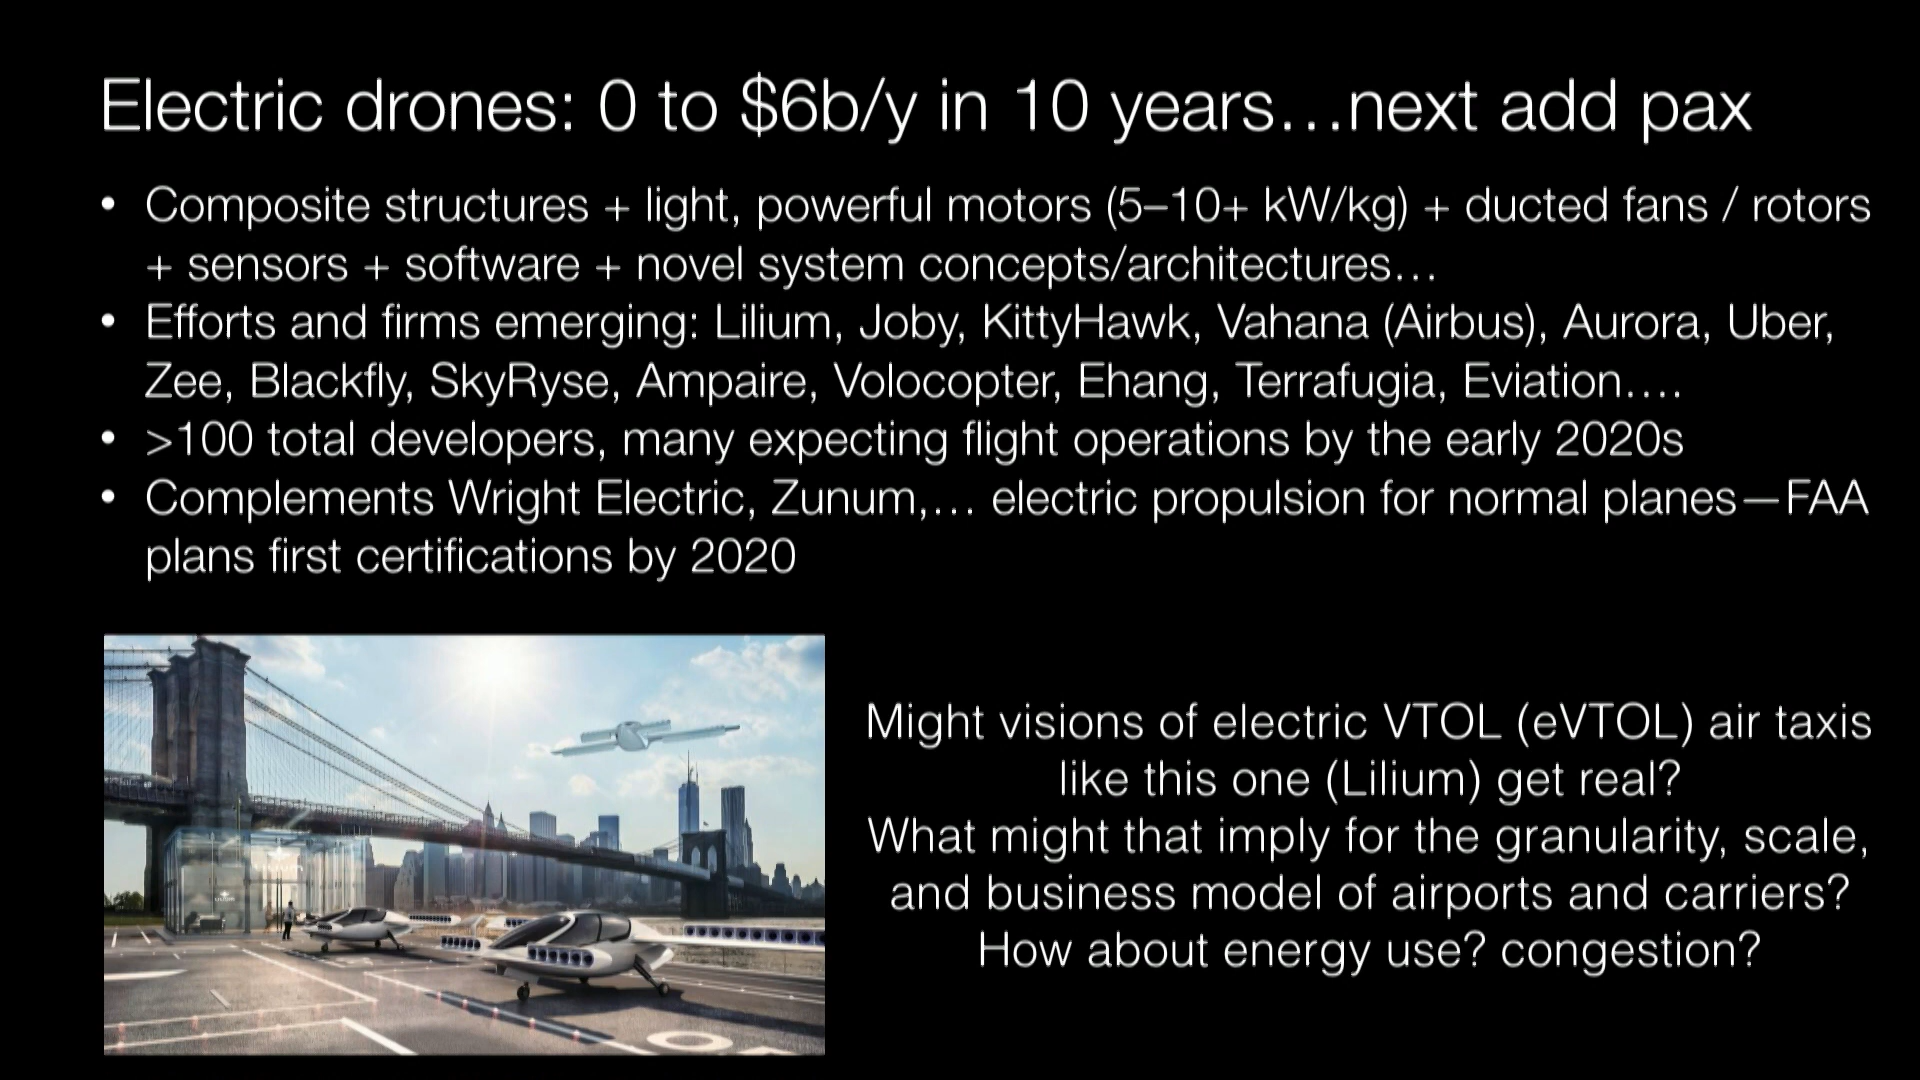 Electric drones: 0 to $6b/y in 10 years…next add pax
• Composite structures + light, powerful motors (5–10+ kW/kg) + ducted fans / rotors
+ sensors + software + novel system concepts/architectures…
• Efforts and firms emerging: Lilium, Joby, KittyHawk, Vahana (Airbus), Aurora, Uber,
Zee, Blackfly, SkyRyse, Ampaire, Volocopter, Ehang, Terrafugia, Eviation….
• >100 total developers, many expecting flight operations by the early 2020s
• Complements Wright Electric, Zunum,… electric propulsion for normal planes—FAA
plans first certifications by 2020
Might visions of electric VTOL (eVTOL) air taxis
like this one (Lilium) get real?
What might that imply for the granularity, scale,
and business model of airports and carriers?
How about energy use? congestion?